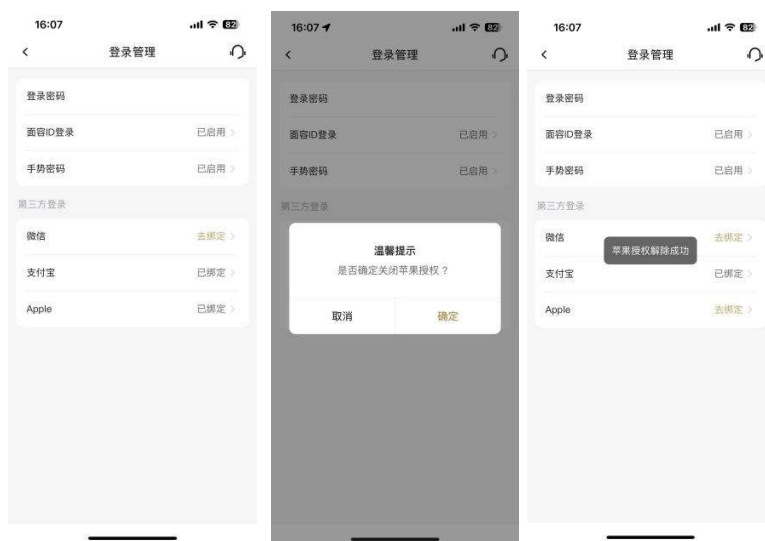 16:07
82
登录管理
登录密码
面容ID登录
已启用
手势密码
已启用
第三方登录
微信
去绑定
支付宝
已绑定
Apple
已绑定
16:07
82
登录管理
登录密码
面容ID登录
已启用
手势密码
已启用
第三方登录
温馨提示
是否确定关闭苹果授权？
取消
确定
16:07
82
登录管理
登录密码
面容ID登录
已启用
手势密码
已启用
第三方登录
微信
去绑定
苹果授权解除成功
支付宝
已绑定
Apple
去绑定